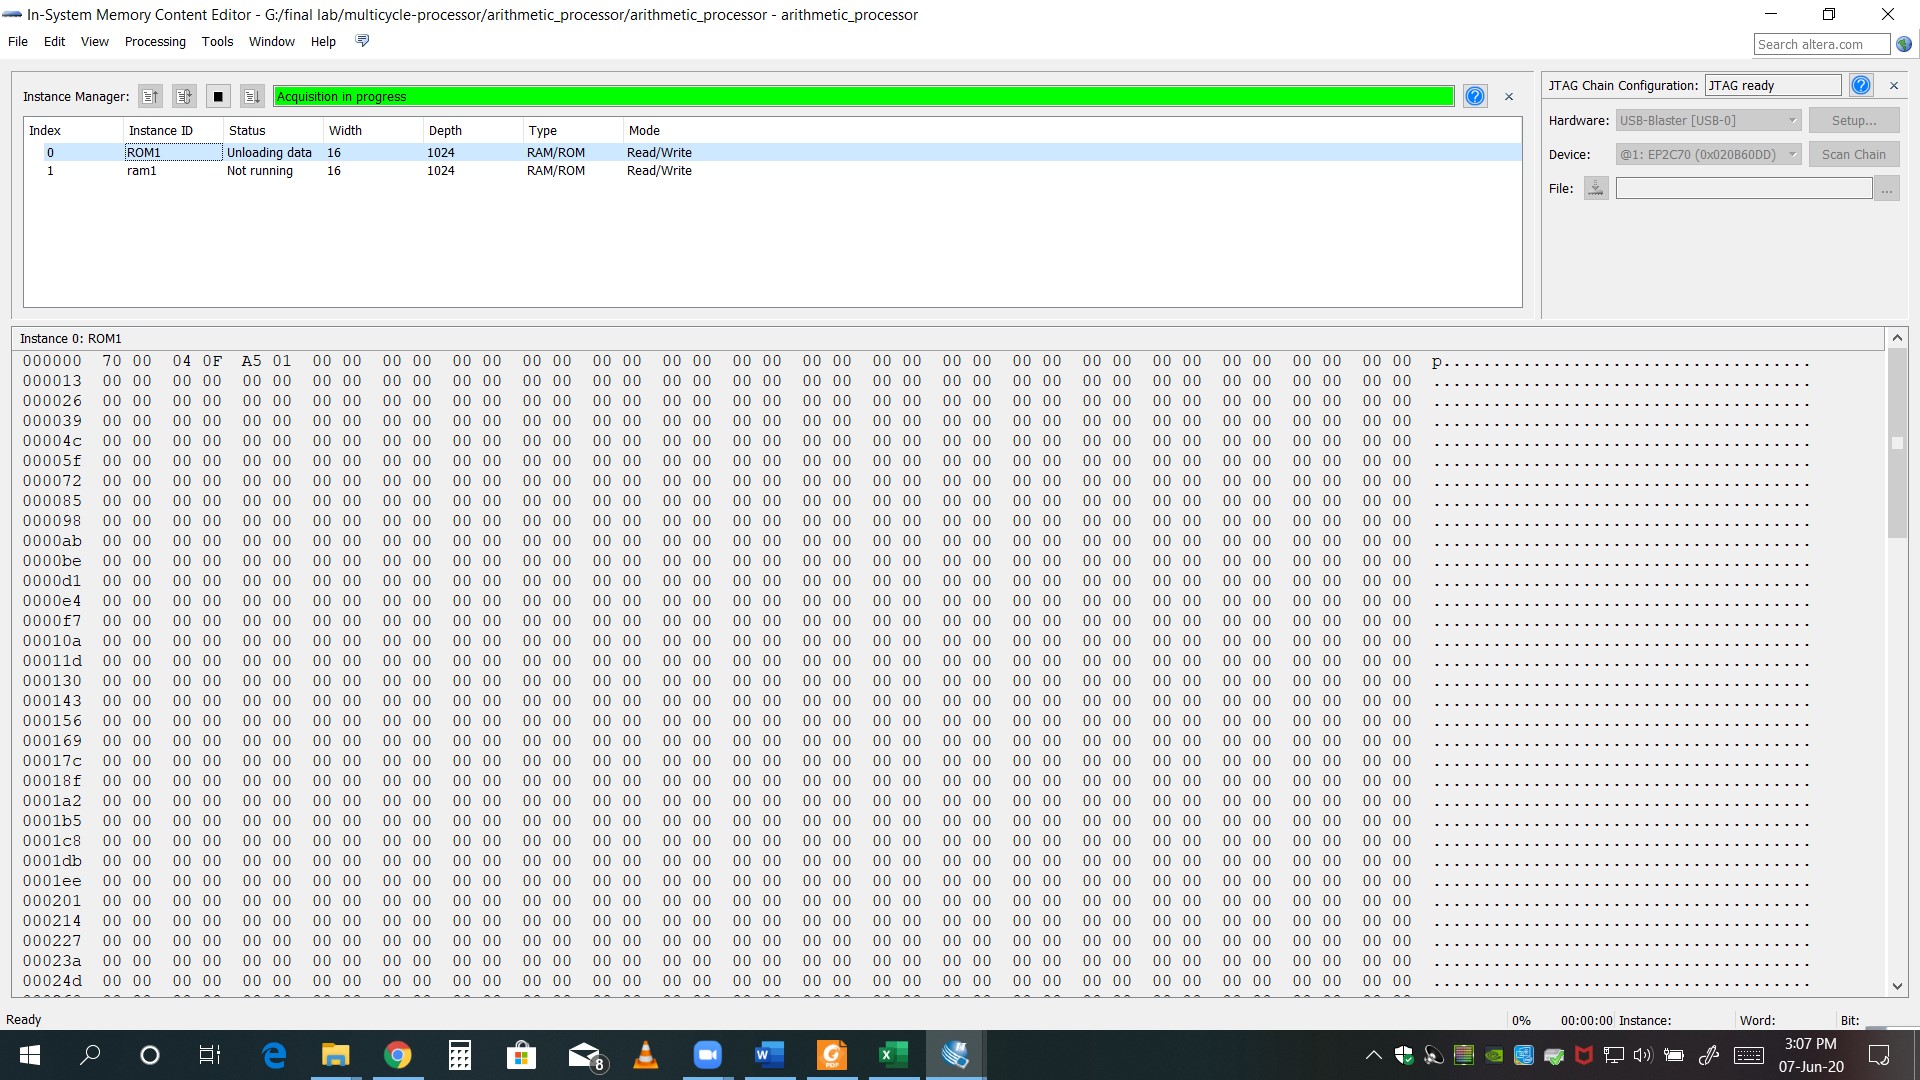 In-System Memory Content Editor - G:/final lab/multicycle-processor/arithmetic_processor/arithmetic_processor - arithmetic_processor
File Edit View Processing Tools Window Help
Search altera.com
Instance Manager: Acquisition in progress
Index Instance ID Status Width Depth Type Mode
0 ROM1 Unloading data 16 1024 RAM/ROM Read/Write
1 ram1 Not running 16 1024 RAM/ROM Read/Write
JTAG Chain Configuration: JTAG ready
Hardware: USB-Blaster [USB-0] Setup...
Device: @1: EP2C70 (0x020B60DD) Scan Chain
File: ...
Instance 0: ROM1
000000 70 00 04 0F A5 01 00 00 00 00 00 00 00 00 00 00 00 00 00 00 00 00 00 00 00 00 00 00 00 00 00 00 00 00 00 00 00 00 p.....................................
000013 00 00 00 00 00 00 00 00 00 00 00 00 00 00 00 00 00 00 00 00 00 00 00 00 00 00 00 00 00 00 00 00 00 00 00 00 00 00 ......................................
000026 00 00 00 00 00 00 00 00 00 00 00 00 00 00 00 00 00 00 00 00 00 00 00 00 00 00 00 00 00 00 00 00 00 00 00 00 00 00 ......................................
000039 00 00 00 00 00 00 00 00 00 00 00 00 00 00 00 00 00 00 00 00 00 00 00 00 00 00 00 00 00 00 00 00 00 00 00 00 00 00 ......................................
00004c 00 00 00 00 00 00 00 00 00 00 00 00 00 00 00 00 00 00 00 00 00 00 00 00 00 00 00 00 00 00 00 00 00 00 00 00 00 00 ......................................
00005f 00 00 00 00 00 00 00 00 00 00 00 00 00 00 00 00 00 00 00 00 00 00 00 00 00 00 00 00 00 00 00 00 00 00 00 00 00 00 ......................................
000072 00 00 00 00 00 00 00 00 00 00 00 00 00 00 00 00 00 00 00 00 00 00 00 00 00 00 00 00 00 00 00 00 00 00 00 00 00 00 ......................................
000085 00 00 00 00 00 00 00 00 00 00 00 00 00 00 00 00 00 00 00 00 00 00 00 00 00 00 00 00 00 00 00 00 00 00 00 00 00 00 ......................................
000098 00 00 00 00 00 00 00 00 00 00 00 00 00 00 00 00 00 00 00 00 00 00 00 00 00 00 00 00 00 00 00 00 00 00 00 00 00 00 ......................................
0000ab 00 00 00 00 00 00 00 00 00 00 00 00 00 00 00 00 00 00 00 00 00 00 00 00 00 00 00 00 00 00 00 00 00 00 00 00 00 00 ......................................
0000be 00 00 00 00 00 00 00 00 00 00 00 00 00 00 00 00 00 00 00 00 00 00 00 00 00 00 00 00 00 00 00 00 00 00 00 00 00 00 ......................................
0000d1 00 00 00 00 00 00 00 00 00 00 00 00 00 00 00 00 00 00 00 00 00 00 00 00 00 00 00 00 00 00 00 00 00 00 00 00 00 00 ......................................
0000e4 00 00 00 00 00 00 00 00 00 00 00 00 00 00 00 00 00 00 00 00 00 00 00 00 00 00 00 00 00 00 00 00 00 00 00 00 00 00 ......................................
0000f7 00 00 00 00 00 00 00 00 00 00 00 00 00 00 00 00 00 00 00 00 00 00 00 00 00 00 00 00 00 00 00 00 00 00 00 00 00 00 ......................................
00010a 00 00 00 00 00 00 00 00 00 00 00 00 00 00 00 00 00 00 00 00 00 00 00 00 00 00 00 00 00 00 00 00 00 00 00 00 00 00 ......................................
00011d 00 00 00 00 00 00 00 00 00 00 00 00 00 00 00 00 00 00 00 00 00 00 00 00 00 00 00 00 00 00 00 00 00 00 00 00 00 00 ......................................
000130 00 00 00 00 00 00 00 00 00 00 00 00 00 00 00 00 00 00 00 00 00 00 00 00 00 00 00 00 00 00 00 00 00 00 00 00 00 00 ......................................
000143 00 00 00 00 00 00 00 00 00 00 00 00 00 00 00 00 00 00 00 00 00 00 00 00 00 00 00 00 00 00 00 00 00 00 00 00 00 00 ......................................
000156 00 00 00 00 00 00 00 00 00 00 00 00 00 00 00 00 00 00 00 00 00 00 00 00 00 00 00 00 00 00 00 00 00 00 00 00 00 00 ......................................
000169 00 00 00 00 00 00 00 00 00 00 00 00 00 00 00 00 00 00 00 00 00 00 00 00 00 00 00 00 00 00 00 00 00 00 00 00 00 00 ......................................
00017c 00 00 00 00 00 00 00 00 00 00 00 00 00 00 00 00 00 00 00 00 00 00 00 00 00 00 00 00 00 00 00 00 00 00 00 00 00 00 ......................................
00018f 00 00 00 00 00 00 00 00 00 00 00 00 00 00 00 00 00 00 00 00 00 00 00 00 00 00 00 00 00 00 00 00 00 00 00 00 00 00 ......................................
0001a2 00 00 00 00 00 00 00 00 00 00 00 00 00 00 00 00 00 00 00 00 00 00 00 00 00 00 00 00 00 00 00 00 00 00 00 00 00 00 ......................................
0001b5 00 00 00 00 00 00 00 00 00 00 00 00 00 00 00 00 00 00 00 00 00 00 00 00 00 00 00 00 00 00 00 00 00 00 00 00 00 00 ......................................
0001c8 00 00 00 00 00 00 00 00 00 00 00 00 00 00 00 00 00 00 00 00 00 00 00 00 00 00 00 00 00 00 00 00 00 00 00 00 00 00 ......................................
0001db 00 00 00 00 00 00 00 00 00 00 00 00 00 00 00 00 00 00 00 00 00 00 00 00 00 00 00 00 00 00 00 00 00 00 00 00 00 00 ......................................
0001ee 00 00 00 00 00 00 00 00 00 00 00 00 00 00 00 00 00 00 00 00 00 00 00 00 00 00 00 00 00 00 00 00 00 00 00 00 00 00 ......................................
000201 00 00 00 00 00 00 00 00 00 00 00 00 00 00 00 00 00 00 00 00 00 00 00 00 00 00 00 00 00 00 00 00 00 00 00 00 00 00 ......................................
000214 00 00 00 00 00 00 00 00 00 00 00 00 00 00 00 00 00 00 00 00 00 00 00 00 00 00 00 00 00 00 00 00 00 00 00 00 00 00 ......................................
000227 00 00 00 00 00 00 00 00 00 00 00 00 00 00 00 00 00 00 00 00 00 00 00 00 00 00 00 00 00 00 00 00 00 00 00 00 00 00 ......................................
00023a 00 00 00 00 00 00 00 00 00 00 00 00 00 00 00 00 00 00 00 00 00 00 00 00 00 00 00 00 00 00 00 00 00 00 00 00 00 00 ......................................
00024d 00 00 00 00 00 00 00 00 00 00 00 00 00 00 00 00 00 00 00 00 00 00 00 00 00 00 00 00 00 00 00 00 00 00 00 00 00 00 ......................................
Ready 0% 00:00:00 Instance: Word: Bit:
8
3:07 PM
07-Jun-20